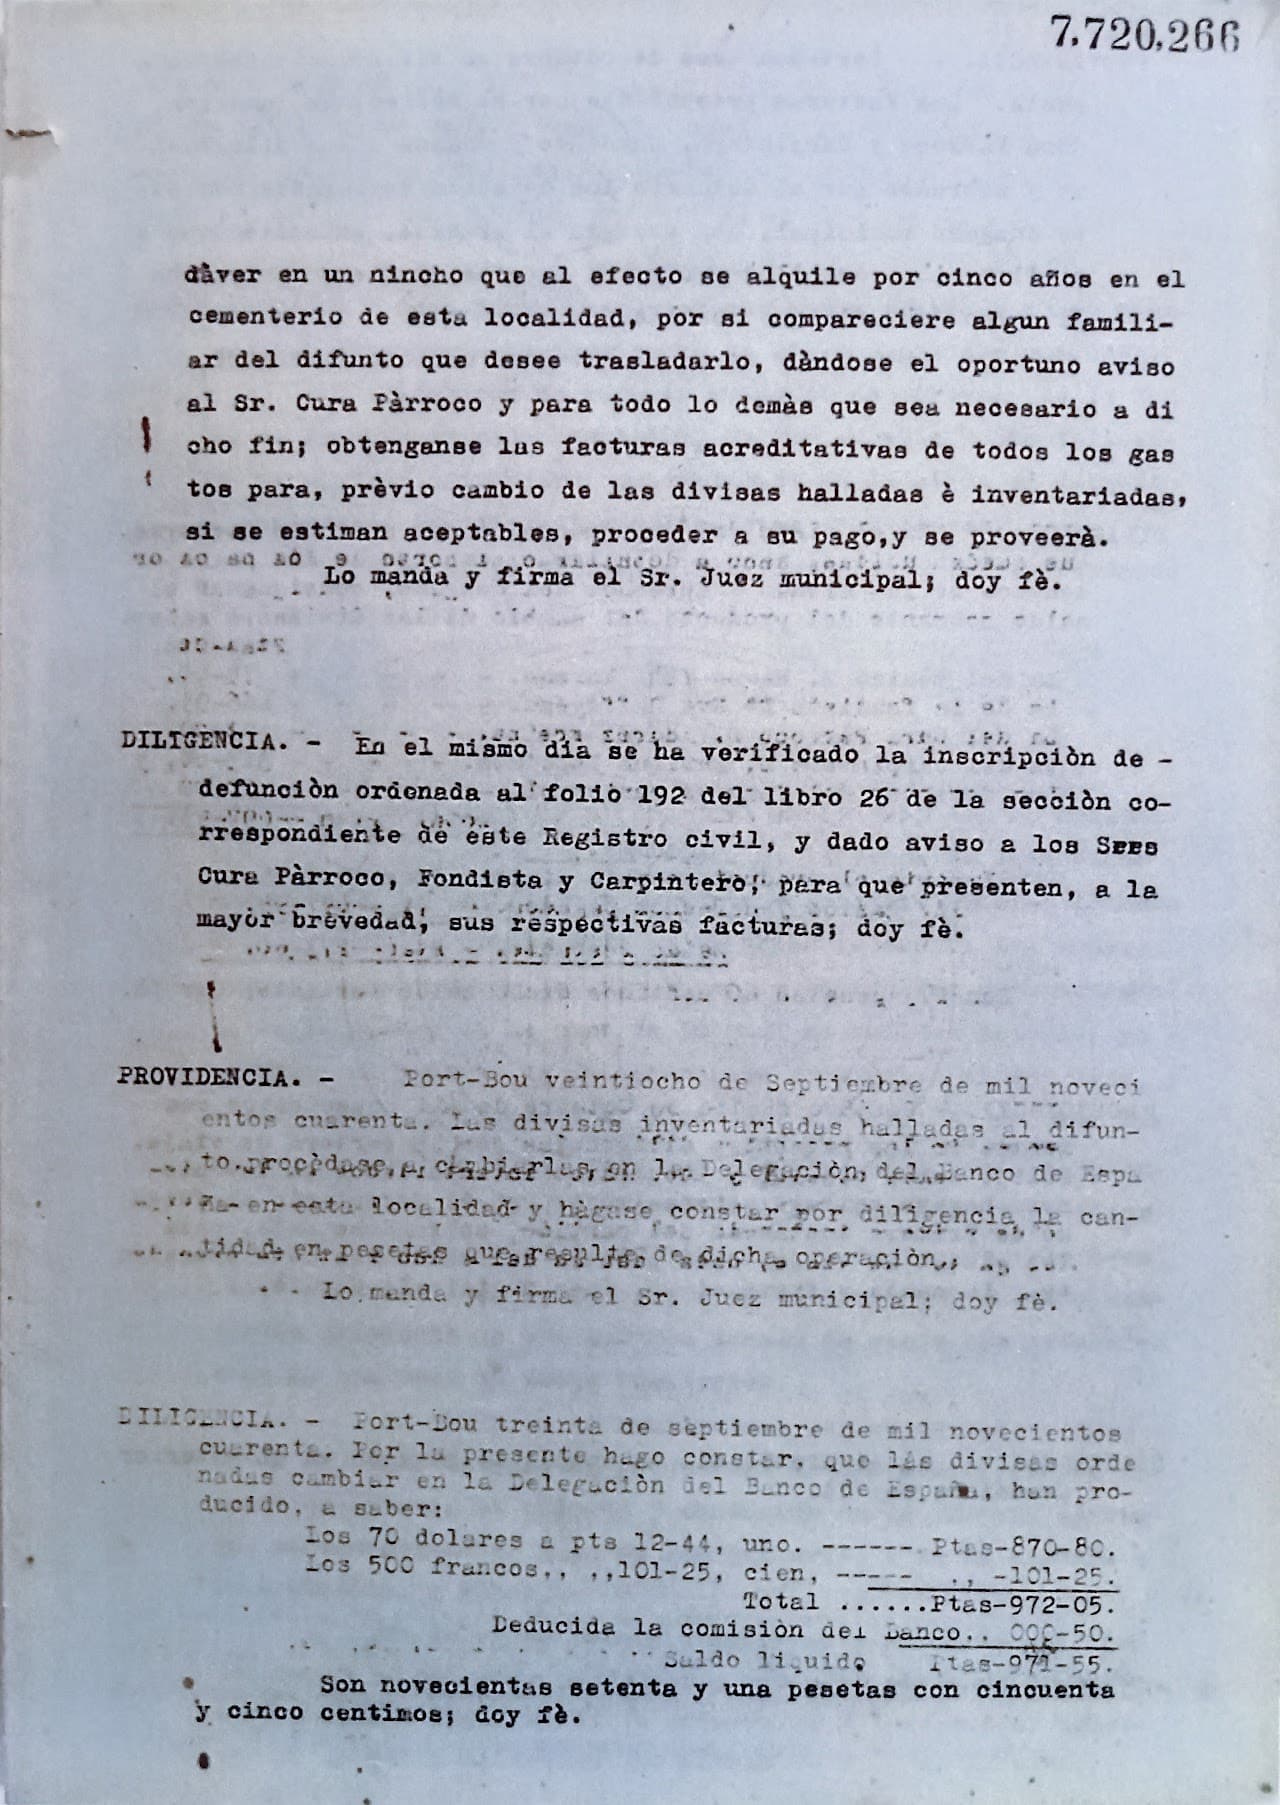 7.720.266
dàver en un nincho que al efecto se alquile por cinco años en el
cementerio de esta localidad, por si compareciere algun famili-
ar del difunto que desee trasladarlo, dàndose el oportuno aviso
al Sr. Cura Pàrroco y para todo lo demàs que sea necesario a di
cho fin; obtenganse las facturas acreditativas de todos los gas
tos para, prèvio cambio de las divisas halladas è inventariadas,
si se estiman aceptables, proceder a su pago,y se proveerà.
Lo manda y firma el Sr. Juez municipal; doy fè.
DILIGENCIA. - En el mismo dia se ha verificado la inscripciòn de -
defunciòn ordenada al folio 192 del libro 26 de la secciòn co-
rrespondiente de este Registro civil, y dado aviso a los
Cura Pàrroco, Fondista y Carpintero, para que presenten, a la
mayor brevedad, sus respectivas facturas; doy fè.
PROVIDENCIA. - Port-Bou veintiocho de Septiembre de mil noveci
entos cuarenta. Las divisas inventariadas halladas al difun-
to procèdase a cambiarlas en la Delegaciòn del Banco de Espa
ña en esta localidad y hàgase constar por diligencia la can-
tidad en pesetas que resulte de dicha operaciòn.
Lo manda y firma el Sr. Juez municipal; doy fè.
DILIGENCIA. - Port-Bou treinta de septiembre de mil novecientos
cuarenta. Por la presente hago constar, que las divisas orde
nadas cambiar en la Delegaciòn del Banco de España, han pro-
ducido, a saber:
Los 70 dolares a pts 12-44, uno. ------ Ptas-870-80.
Los 500 francos,, ,,101-25, cien, ----- ,, -101-25.
Total ......Ptas-972-05.
Deducida la comisiòn del Banco,, 000-50.
Saldo liquido Ptas-971-55.
Son novecientas setenta y una pesetas con cincuenta
y cinco centimos; doy fè.